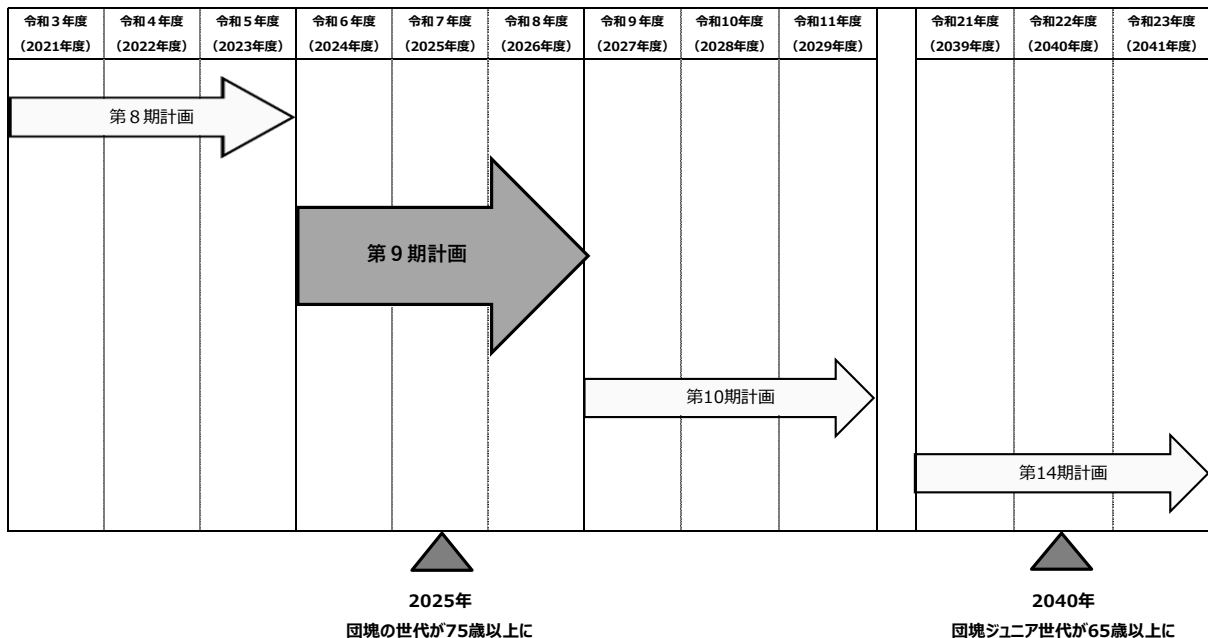 令和３年度 令和４年度 令和５年度 令和６年度 令和７年度 令和８年度 令和９年度 令和10年度 令和11年度 令和21年度 令和22年度 令和23年度
（2021年度） （2022年度） （2023年度） （2024年度） （2025年度） （2026年度） （2027年度） （2028年度） （2029年度） （2039年度） （2040年度） （2041年度）
第８期計画
第９期計画
第10期計画
第14期計画
2025年 2040年
団塊の世代が75歳以上に 団塊ジュニア世代が65歳以上に